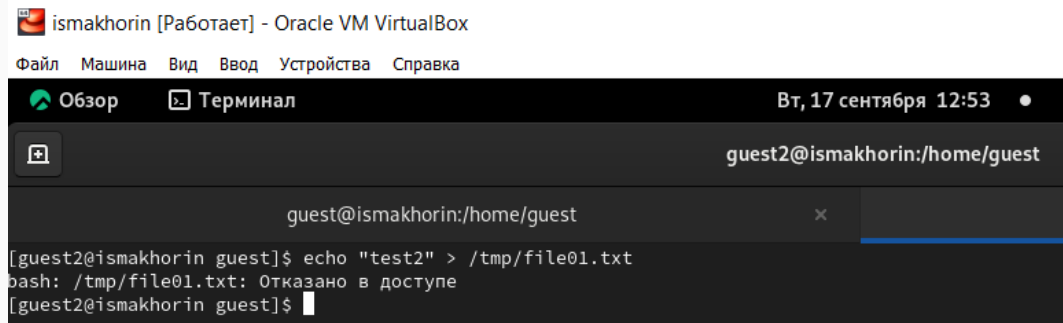 ismakhorin [Работает] - Oracle VM VirtualBox
Файл Машина Вид Ввод Устройства Справка
Обзор Терминал Вт, 17 сентября 12:53
guest2@ismakhorin:/home/guest
guest@ismakhorin:/home/guest
[guest2@ismakhorin guest]$ echo "test2" > /tmp/file01.txt
bash: /tmp/file01.txt: Отказано в доступе
[guest2@ismakhorin guest]$